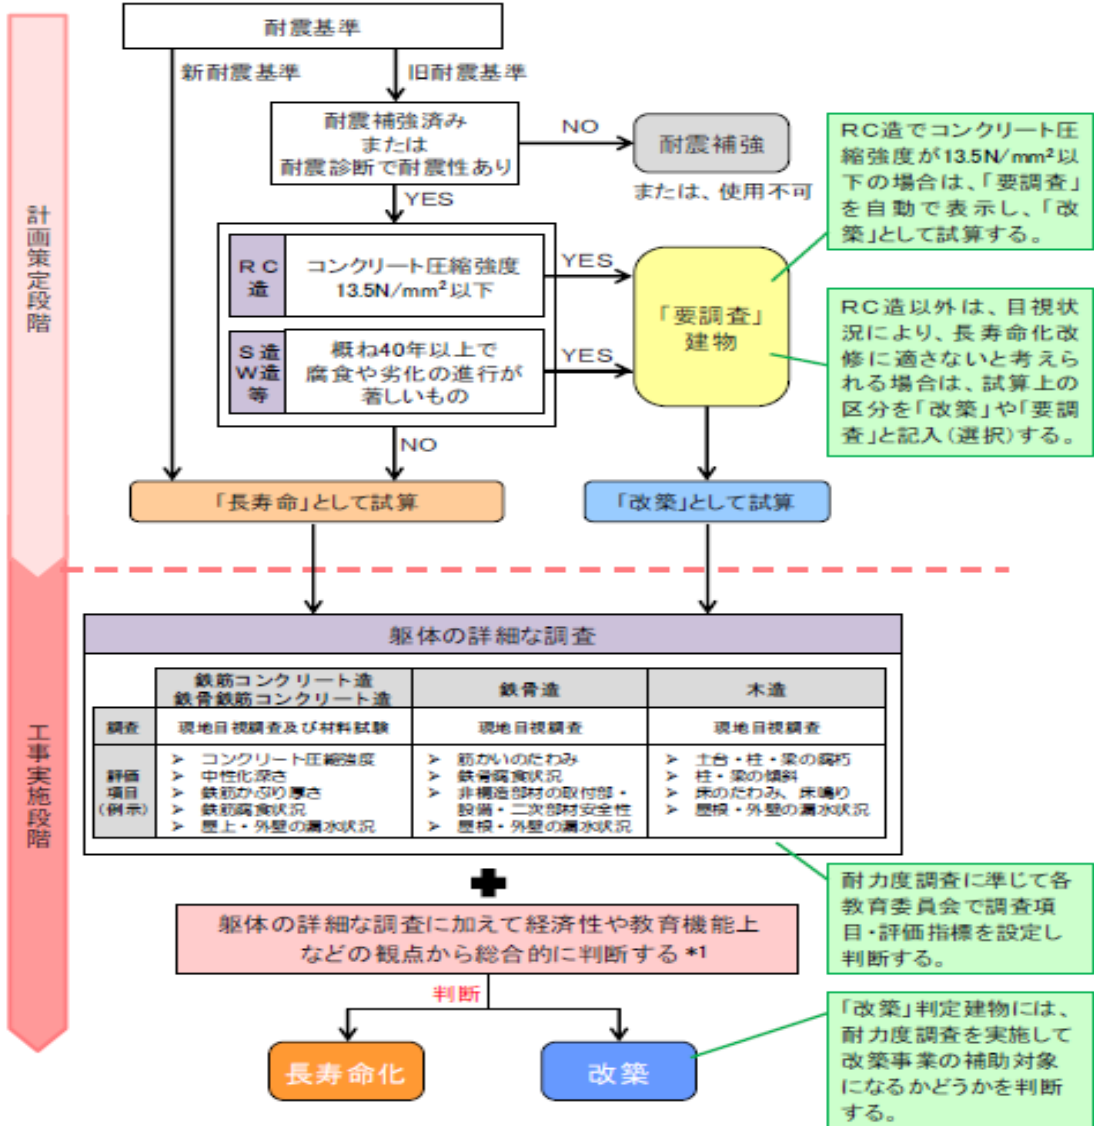 耐震基準
新耐震基準
旧耐震基準
耐震補強済み
または
耐震診断で耐震性あり
NO
耐震補強
または、使用不可
YES
RC造でコンクリート圧
縮強度が13.5N/mm²以
下の場合は、「要調査」
を自動で表示し、「改
築」として試算する。
計画策定段階
RC
造
コンクリート圧縮強度
13.5N/mm²以下
YES
S造
W造
等
概ね40年以上で
腐食や劣化の進行が
著しいもの
YES
「要調査」
建物
RC造以外は、目視状
況により、長寿命化改
修に適さないと考えら
れる場合は、試算上の
区分を「改築」や「要調
査」と記入(選択)する。
NO
「長寿命」として試算
「改築」として試算
工事実施段階
躯体の詳細な調査
鉄筋コンクリート造
鉄骨鉄筋コンクリート造
鉄骨造
木造
調査
現地目視調査及び材料試験
現地目視調査
現地目視調査
評価
項目
(例示)
➢ コンクリート圧縮強度
➢ 中性化深さ
➢ 鉄筋かぶり厚さ
➢ 鉄筋腐食状況
➢ 屋上・外壁の漏水状況
➢ 筋かいのたわみ
➢ 鉄骨腐食状況
➢ 非構造部材の取付部・
設備・二次部材安全性
➢ 屋根・外壁の漏水状況
➢ 土台・柱・梁の腐朽
➢ 柱・梁の傾斜
➢ 床のたわみ、床鳴り
➢ 屋根・外壁の漏水状況
耐力度調査に準じて各
教育委員会で調査項
目・評価指標を設定し
判断する。
躯体の詳細な調査に加えて経済性や教育機能上
などの観点から総合的に判断する*1
判断
長寿命化
改築
「改築」判定建物には、
耐力度調査を実施して
改築事業の補助対象
になるかどうかを判断
する。